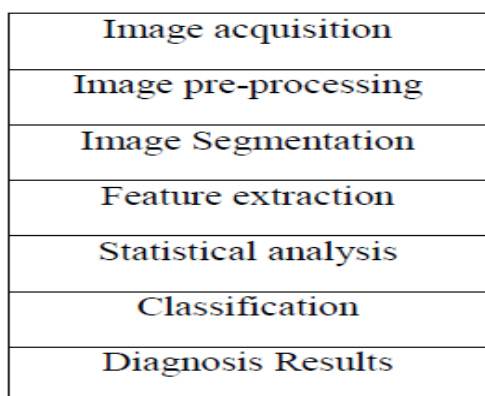 Image acquisition
Image pre-processing
Image Segmentation
Feature extraction
Statistical analysis
Classification
Diagnosis Results